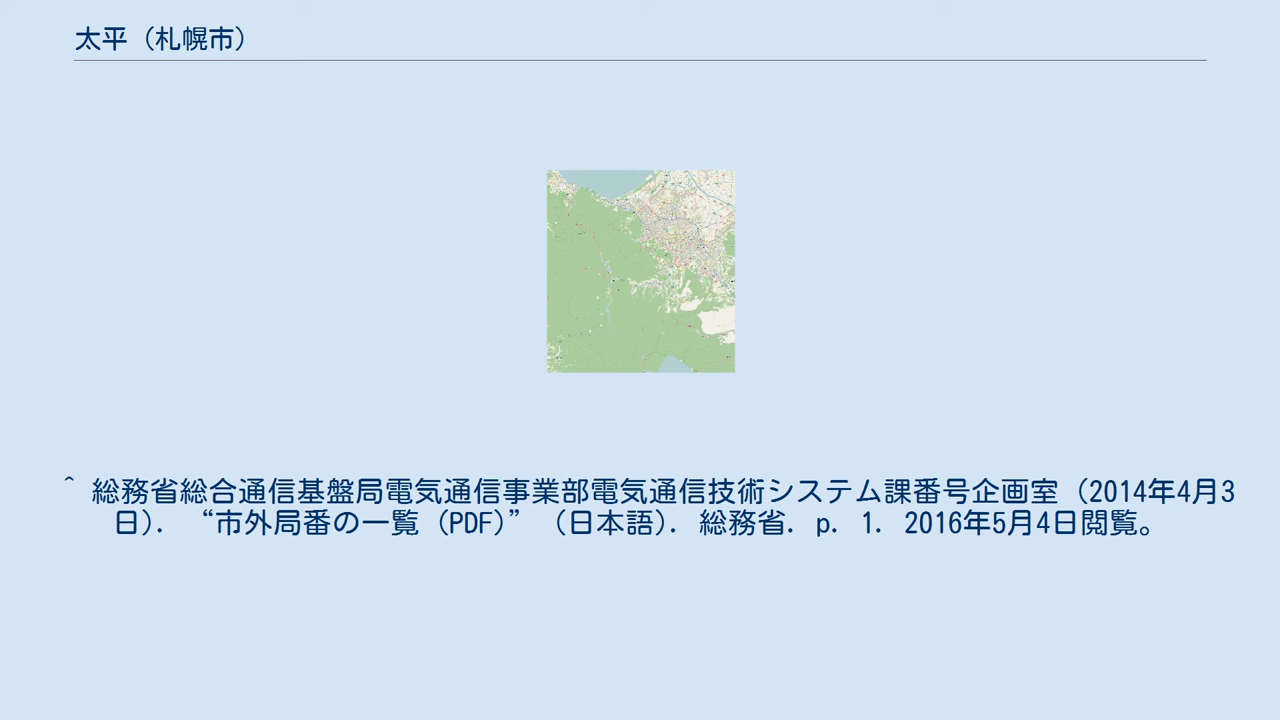 太平（札幌市）
^ 総務省総合通信基盤局電気通信事業部電気通信技術システム課番号企画室（2014年4月3
日）. “市外局番の一覧（PDF）”（日本語）. 総務省. p. 1. 2016年5月4日閲覧。